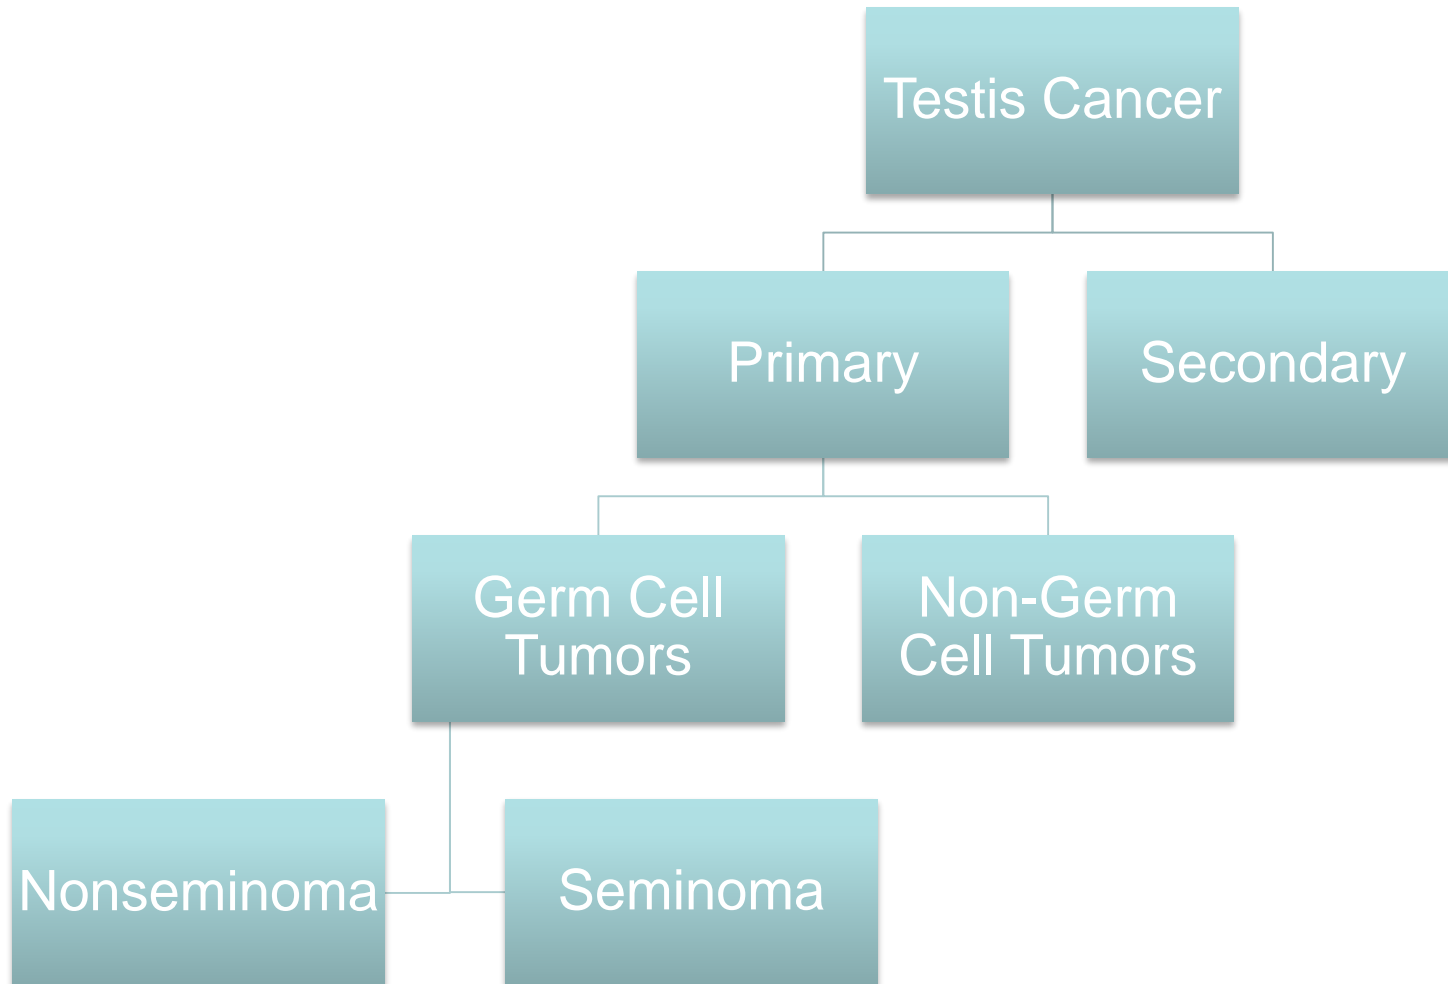 Testis Cancer
Primary
Secondary
Germ Cell
Tumors
Non-Germ
Cell Tumors
Nonseminoma
Seminoma